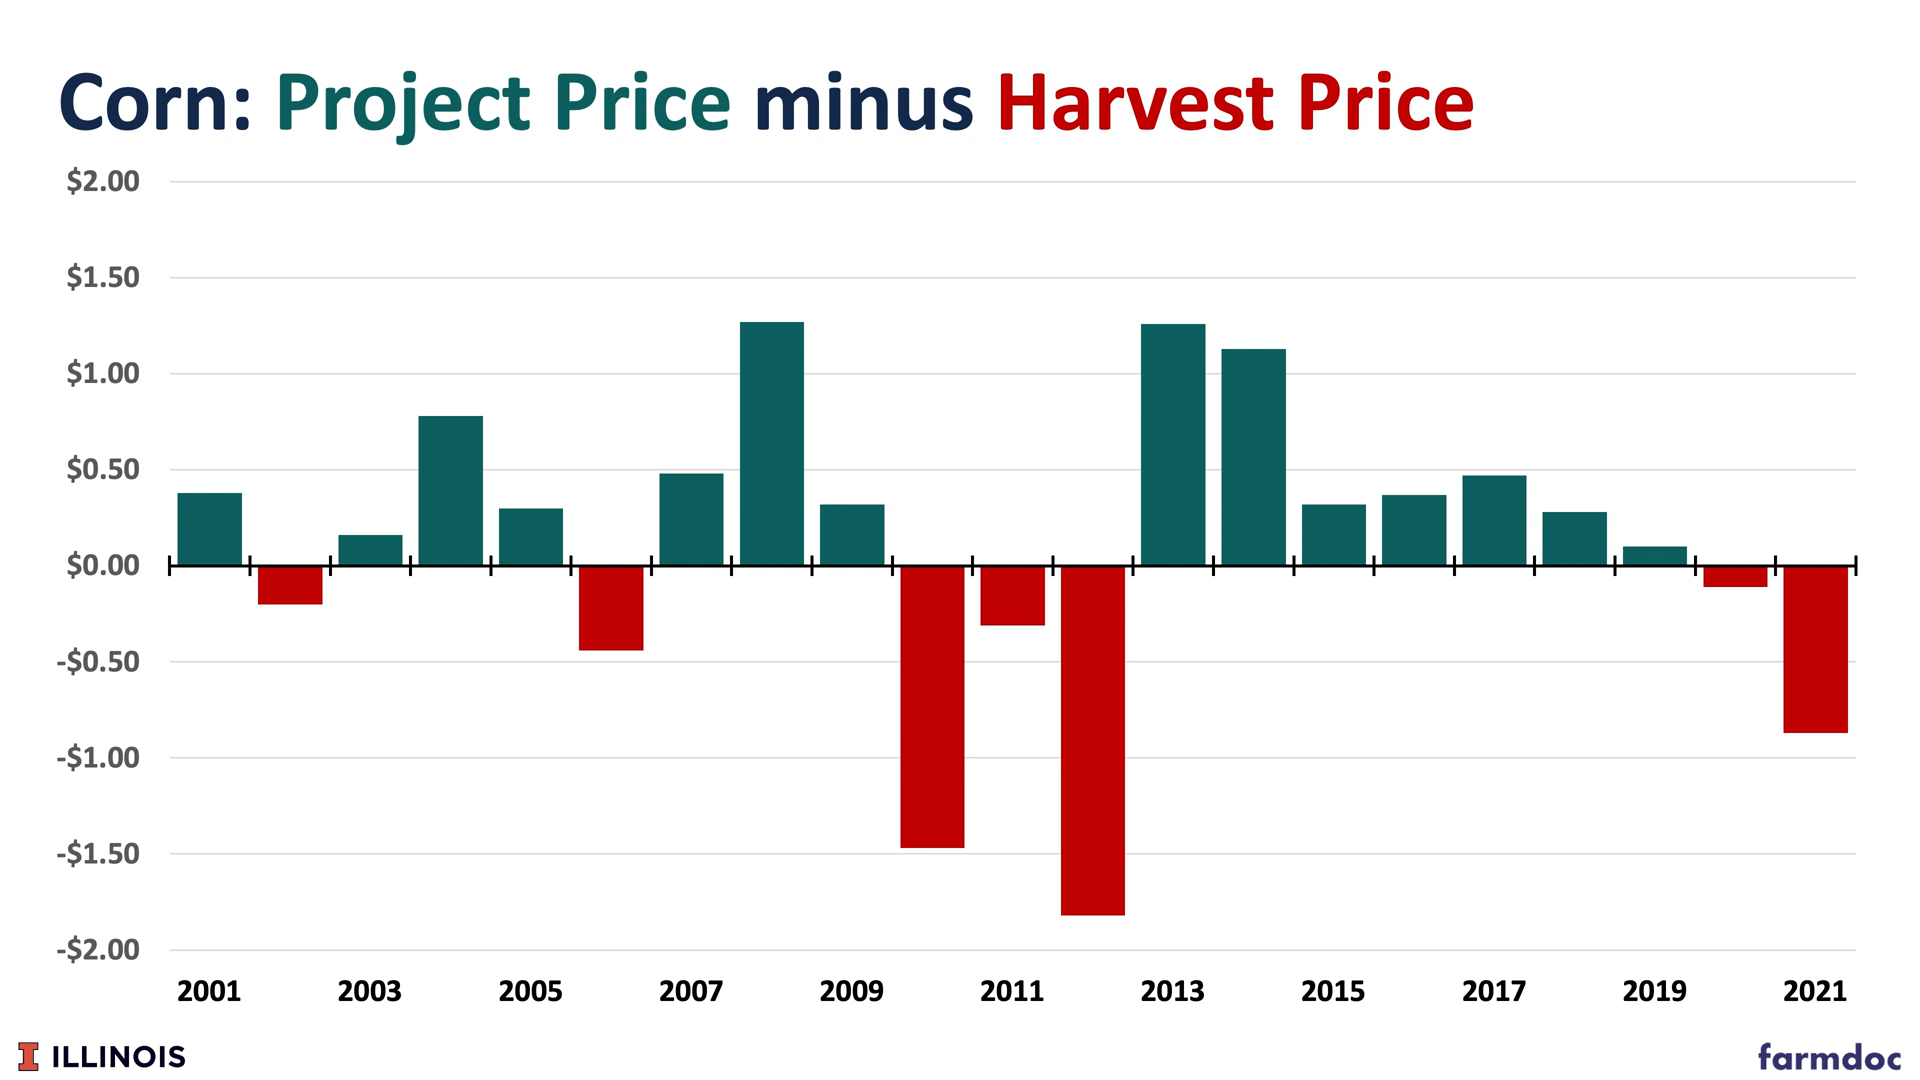 Corn: Project Price minus Harvest Price
$2.00
$1.50
$1.00
$0.50
$0.00
-$0.50
-$1.00
-$1.50
-$2.00
2001 2003 2005 2007 2009 2011 2013 2015 2017 2019 2021
I ILLINOIS
farmdoc